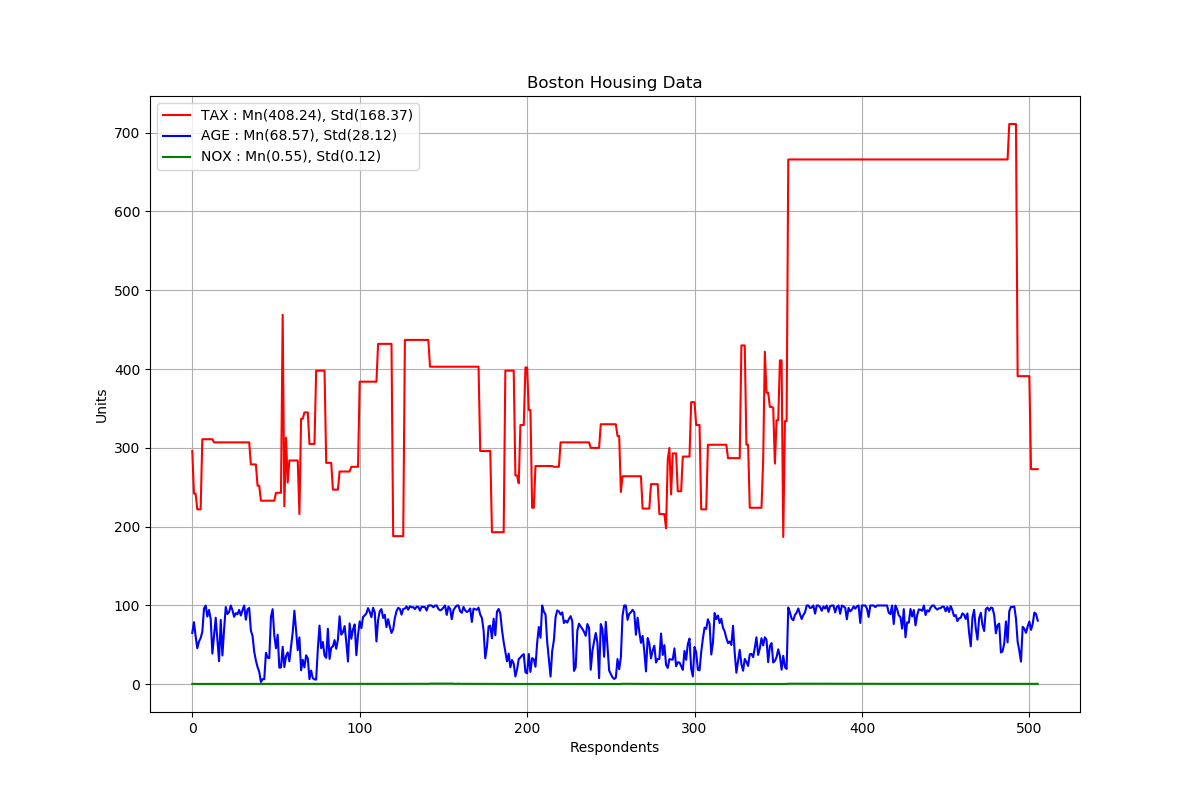 Boston Housing Data
TAX : Mn(408.24), Std(168.37)
AGE : Mn(68.57), Std(28.12)
NOX : Mn(0.55), Std(0.12)
700
600
500
400
300
200
100
0
Units
0 100 200 300 400 500
Respondents